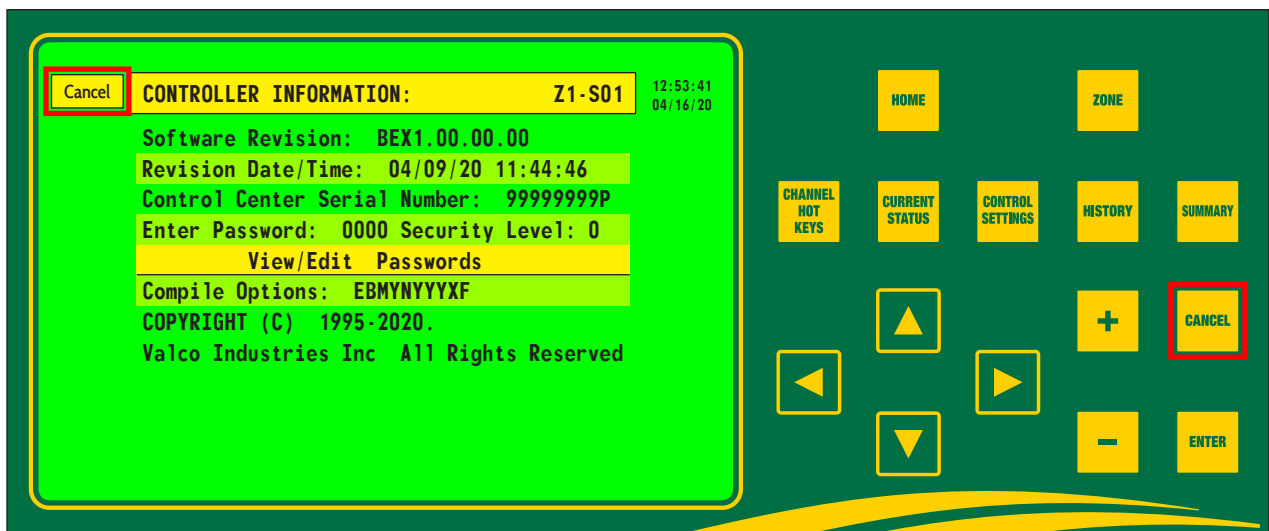 Cancel CONTROLLER INFORMATION: Z1-S01 12:53:41
04/16/20
Software Revision: BEX1.00.00.00
Revision Date/Time: 04/09/20 11:44:46
Control Center Serial Number: 99999999P
Enter Password: 0000 Security Level: 0
View/Edit Passwords
Compile Options: EBMYNYYYXF
COPYRIGHT (C) 1995-2020.
Valco Industries Inc All Rights Reserved
HOME
ZONE
CHANNEL
HOT
KEYS
CURRENT
STATUS
CONTROL
SETTINGS
HISTORY
SUMMARY
+
CANCEL
-
ENTER